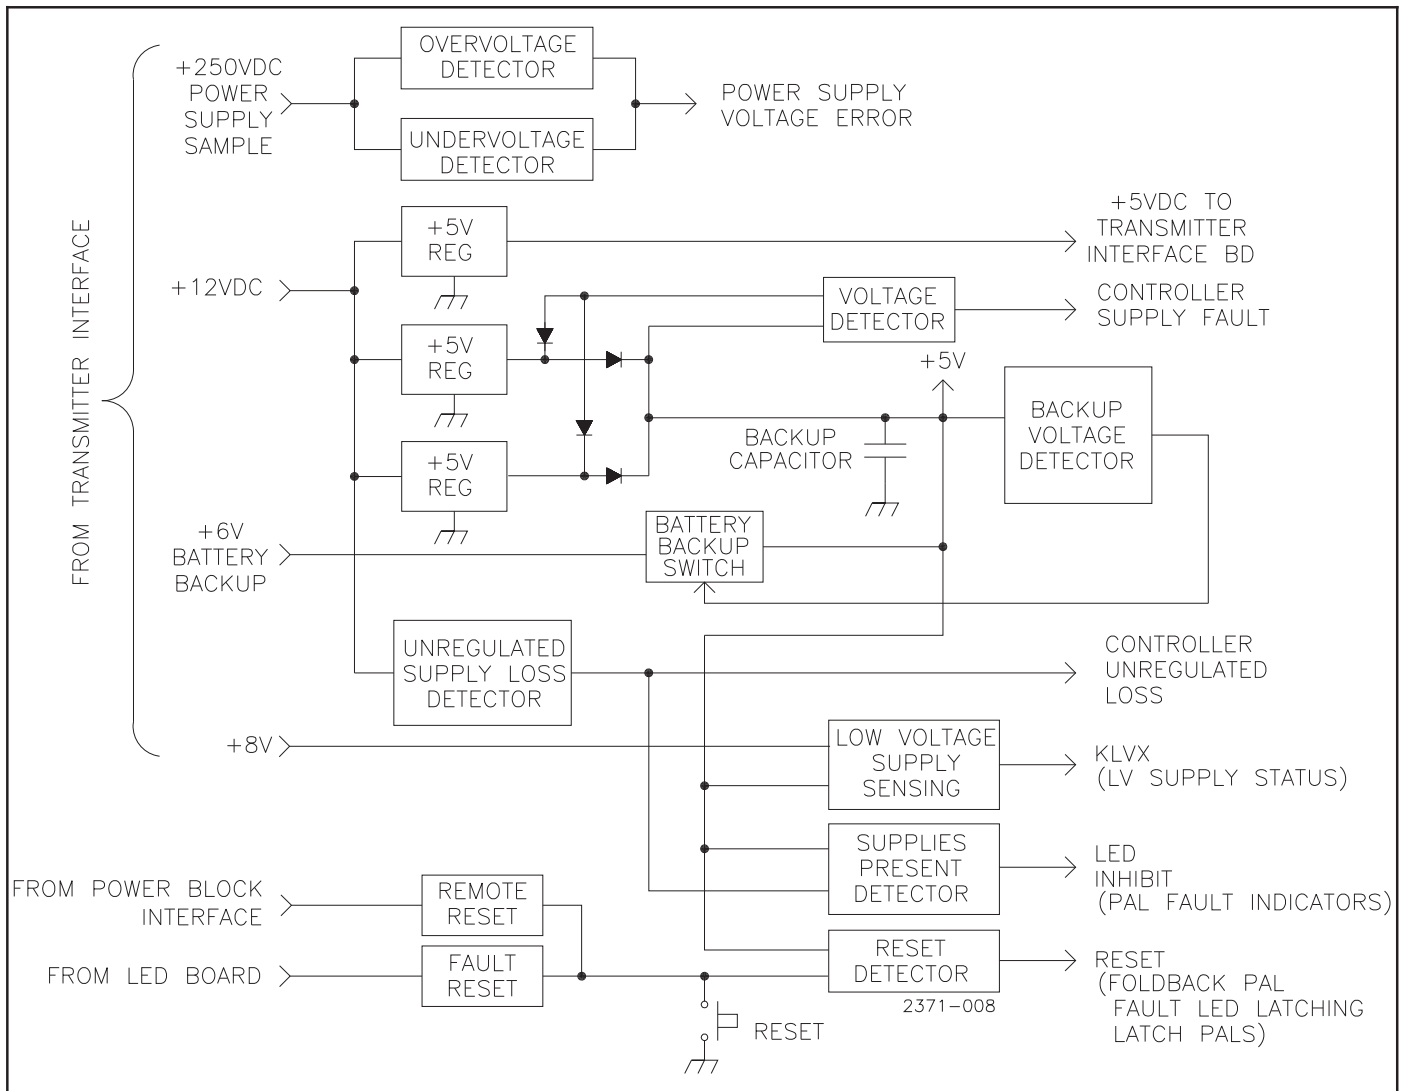 +250VDC
POWER
SUPPLY
SAMPLE
OVERVOLTAGE
DETECTOR
UNDERVOLTAGE
DETECTOR
POWER SUPPLY
VOLTAGE ERROR
FROM TRANSMITTER INTERFACE
+12VDC
+5V
REG
+5VDC TO
TRANSMITTER
INTERFACE BD
+5V
REG
VOLTAGE
DETECTOR
CONTROLLER
SUPPLY FAULT
+5V
REG
+5V
BACKUP
CAPACITOR
BACKUP
VOLTAGE
DETECTOR
+6V
BATTERY
BACKUP
BATTERY
BACKUP
SWITCH
UNREGULATED
SUPPLY LOSS
DETECTOR
CONTROLLER
UNREGULATED
LOSS
+8V
LOW VOLTAGE
SUPPLY
SENSING
KLVX
(LV SUPPLY STATUS)
SUPPLIES
PRESENT
DETECTOR
LED
INHIBIT
(PAL FAULT INDICATORS)
FROM POWER BLOCK
INTERFACE
REMOTE
RESET
FROM LED BOARD
FAULT
RESET
RESET
DETECTOR
2371-008
RESET
(FOLDBACK PAL
FAULT LED LATCHING
LATCH PALS)
RESET